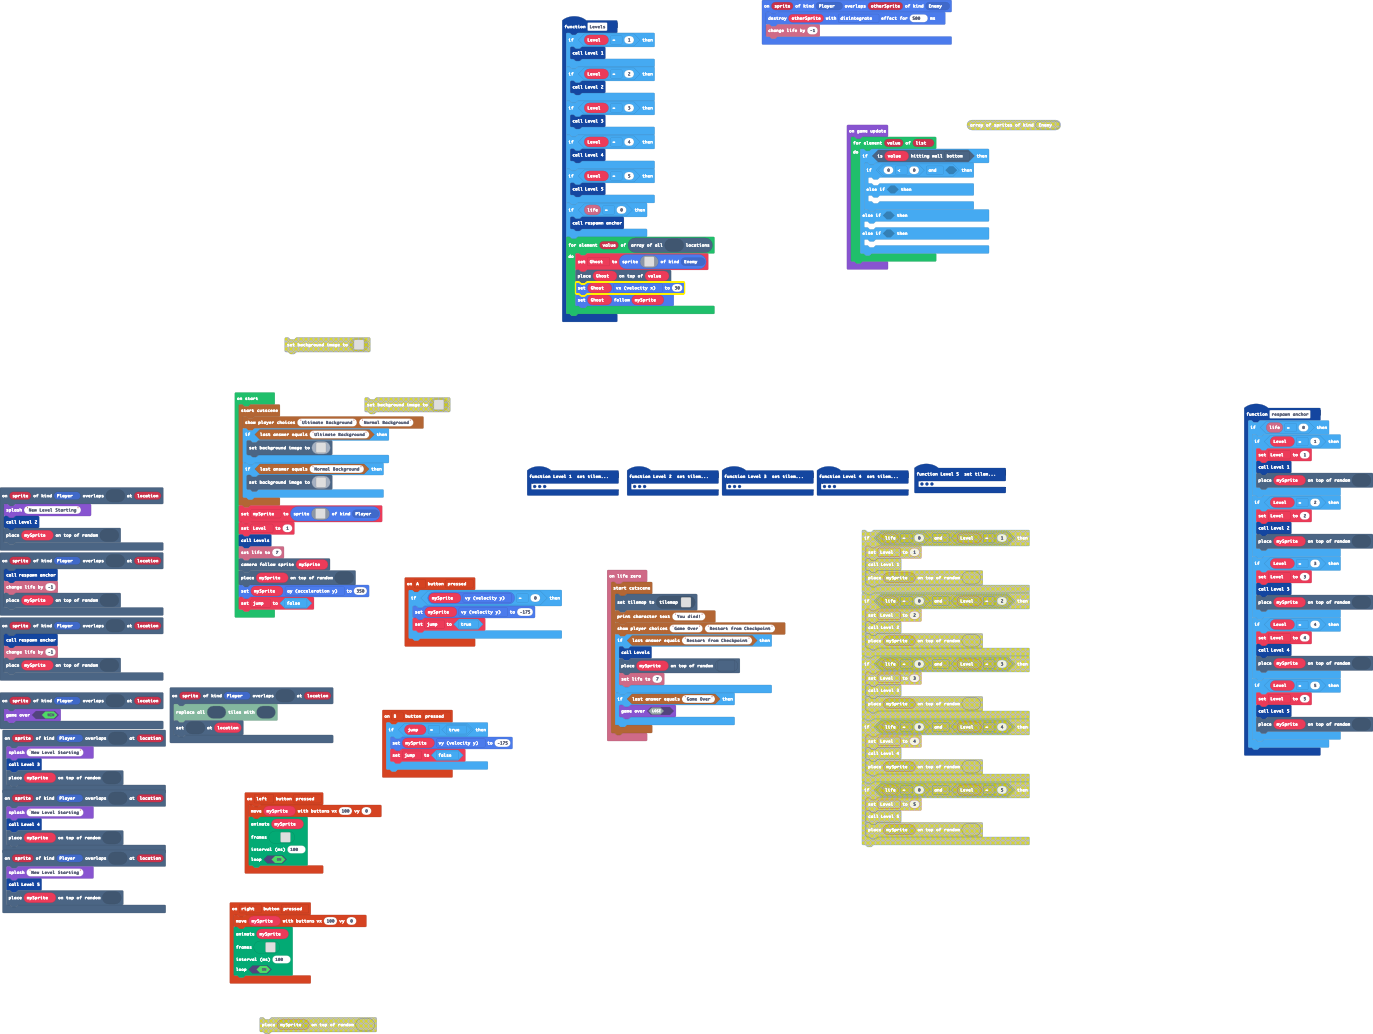 on sprite of kind Player overlaps otherSprite of kind Enemy
destroy otherSprite with disintegrate effect for 500 ms
change life by -1
function Levels
if Level = 1 then
call Level 1
if Level = 2 then
call Level 2
if Level = 3 then
call Level 3
if Level = 4 then
call Level 4
if Level = 5 then
call Level 5
if life = 0 then
call respawn anchor
for element value of array of all locations
do
set Ghost to sprite of kind Enemy
place Ghost on top of value
set Ghost vx (velocity x) to 30
set Ghost follow mySprite
array of sprites of kind Enemy
on game update
for element value of list
do
if is value hitting wall bottom then
if 0 < 0 and then
else if then
else if then
else if then
set background image to
set background image to
on start
start cutscene
show player choices Ultimate Background Normal Background
if last answer equals Ultimate Background then
set background image to
if last answer equals Normal Background then
set background image to
set mySprite to sprite of kind Player
set Level to 1
call Levels
set life to 7
camera follow sprite mySprite
place mySprite on top of random
set mySprite ay (acceleration y) to 350
set jump to false
function Level 1 set tilem...
function Level 2 set tilem...
function Level 3 set tilem...
function Level 4 set tilem...
function Level 5 set tilem...
function respawn anchor
if life = 0 then
if Level = 1 then
set Level to 1
call Level 1
place mySprite on top of random
if Level = 2 then
set Level to 2
call Level 2
place mySprite on top of random
if Level = 3 then
set Level to 3
call Level 3
place mySprite on top of random
if Level = 4 then
set Level to 4
call Level 4
place mySprite on top of random
if Level = 5 then
set Level to 5
call Level 5
place mySprite on top of random
on sprite of kind Player overlaps at location
splash New Level Starting
call Level 2
place mySprite on top of random
on sprite of kind Player overlaps at location
call respawn anchor
change life by -1
place mySprite on top of random
on sprite of kind Player overlaps at location
call respawn anchor
change life by -1
place mySprite on top of random
on sprite of kind Player overlaps at location
game over
on sprite of kind Player overlaps at location
splash New Level Starting
call Level 3
place mySprite on top of random
on sprite of kind Player overlaps at location
splash New Level Starting
call Level 4
place mySprite on top of random
on sprite of kind Player overlaps at location
splash New Level Starting
call Level 5
place mySprite on top of random
on sprite of kind Player overlaps at location
replace all tiles with
set at location
on A button pressed
if mySprite vy (velocity y) = 0 then
set mySprite vy (velocity y) to -175
set jump to true
on B button pressed
if jump = true then
set mySprite vy (velocity y) to -175
set jump to false
on life zero
start cutscene
set tilemap to tilemap
print character text You died!
show player choices Game Over Restart from Checkpoint
if last answer equals Restart from Checkpoint then
call Levels
place mySprite on top of random
set life to 7
if last answer equals Game Over then
game over LOSE
if life = 0 and Level = 1 then
set Level to 1
call Level 1
place mySprite on top of random
if life = 0 and Level = 2 then
set Level to 2
call Level 2
place mySprite on top of random
if life = 0 and Level = 3 then
set Level to 3
call Level 3
place mySprite on top of random
if life = 0 and Level = 4 then
set Level to 4
call Level 4
place mySprite on top of random
if life = 0 and Level = 5 then
set Level to 5
call Level 5
place mySprite on top of random
on left button pressed
move mySprite with buttons vx 100 vy 0
animate mySprite
frames
interval (ms) 100
loop
on right button pressed
move mySprite with buttons vx 100 vy 0
animate mySprite
frames
interval (ms) 100
loop
place mySprite on top of random